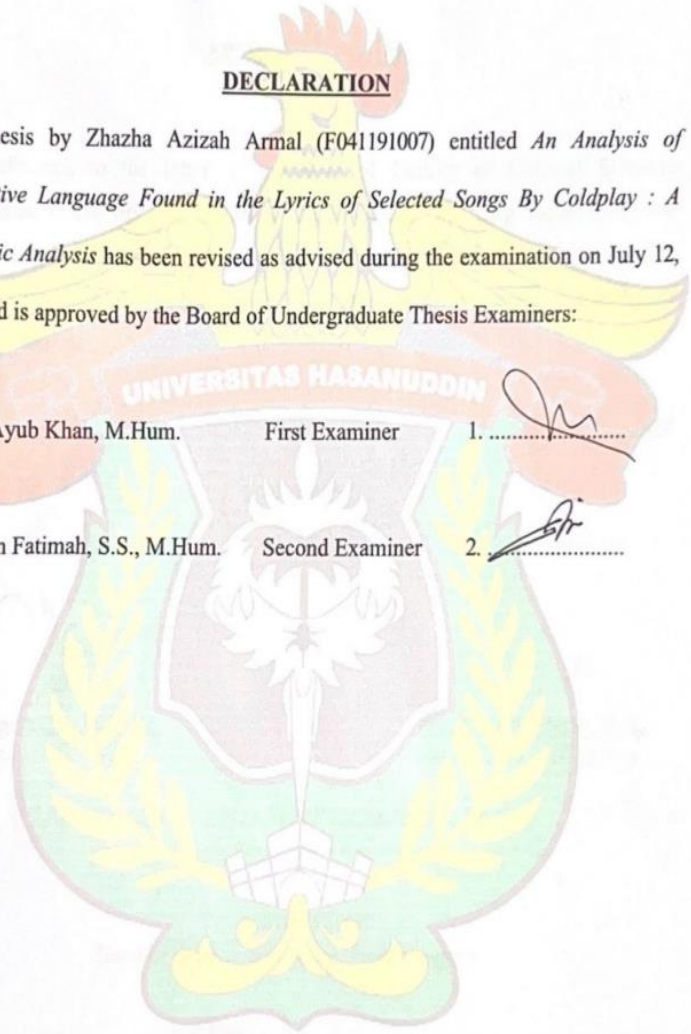 DECLARATION
esis by Zhazha Azizah Armal (F041191007) entitled An Analysis of
ive Language Found in the Lyrics of Selected Songs By Coldplay : A
ic Analysis has been revised as advised during the examination on July 12,
d is approved by the Board of Undergraduate Thesis Examiners:
UNIVERSITAS HASANUDDIN
Ayub Khan, M.Hum. First Examiner 1. ........................
n Fatimah, S.S., M.Hum. Second Examiner 2. ........................